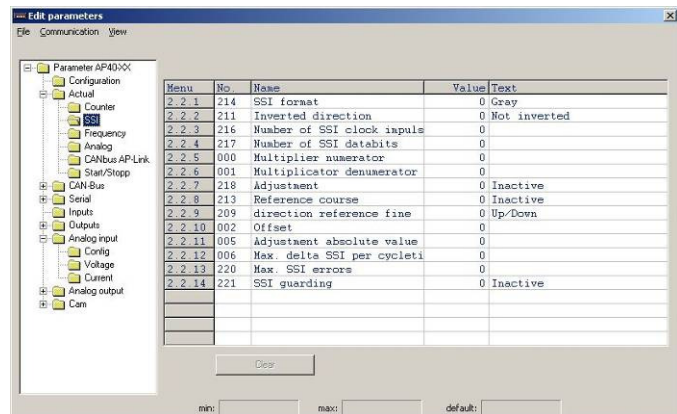 Edit parameters
File Communication View
Parameter AP40-XX
Configuration
Actual
Counter
SSI
Frequency
Analog
CANbus AP-Link
Start/Stopp
CAN-Bus
Serial
Inputs
Outputs
Analog input
Config
Voltage
Current
Analog output
Cam
Menu No. Name Value Text
2.2.1 214 SSI format 0 Gray
2.2.2 211 Inverted direction 0 Not inverted
2.2.3 216 Number of SSI clock impuls 0
2.2.4 217 Number of SSI databits 0
2.2.5 000 Multiplier numerator 0
2.2.6 001 Multiplicator denumerator 0
2.2.7 218 Adjustment 0 Inactive
2.2.8 213 Reference course 0 Inactive
2.2.9 209 direction reference fine 0 Up/Down
2.2.10 002 Offset 0
2.2.11 005 Adjustment absolute value 0
2.2.12 006 Max. delta SSI per cycleti 0
2.2.13 220 Max. SSI errors 0
2.2.14 221 SSI guarding 0 Inactive
Clear
min: max: default: